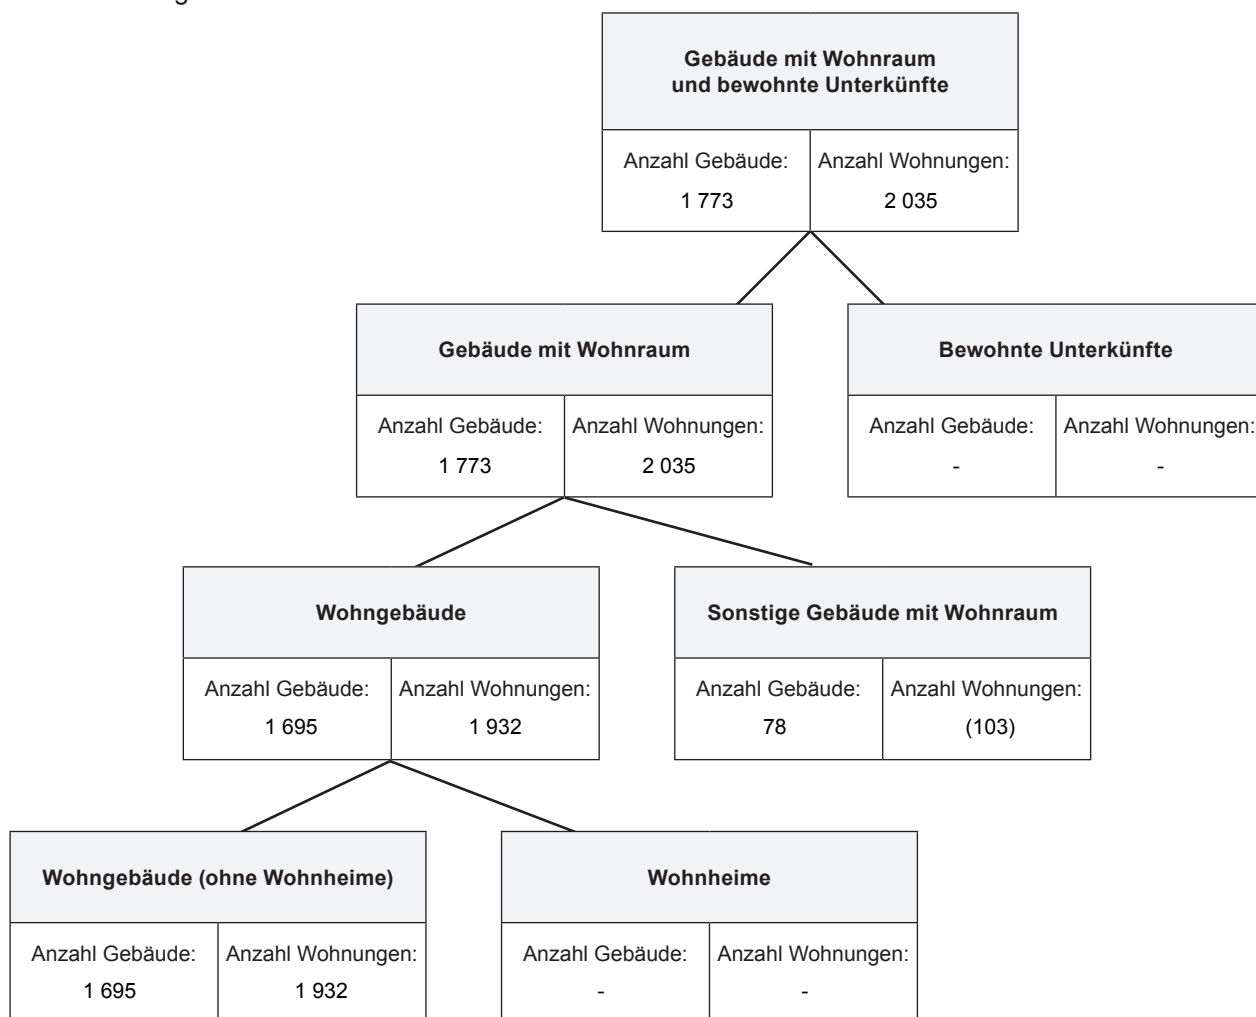 Gebäude mit Wohnraum
und bewohnte Unterkünfte
Anzahl Gebäude: Anzahl Wohnungen:
1 773 2 035
Gebäude mit Wohnraum
Anzahl Gebäude: Anzahl Wohnungen:
1 773 2 035
Bewohnte Unterkünfte
Anzahl Gebäude: Anzahl Wohnungen:
- -
Wohngebäude
Anzahl Gebäude: Anzahl Wohnungen:
1 695 1 932
Sonstige Gebäude mit Wohnraum
Anzahl Gebäude: Anzahl Wohnungen:
78 (103)
Wohngebäude (ohne Wohnheime)
Anzahl Gebäude: Anzahl Wohnungen:
1 695 1 932
Wohnheime
Anzahl Gebäude: Anzahl Wohnungen:
- -